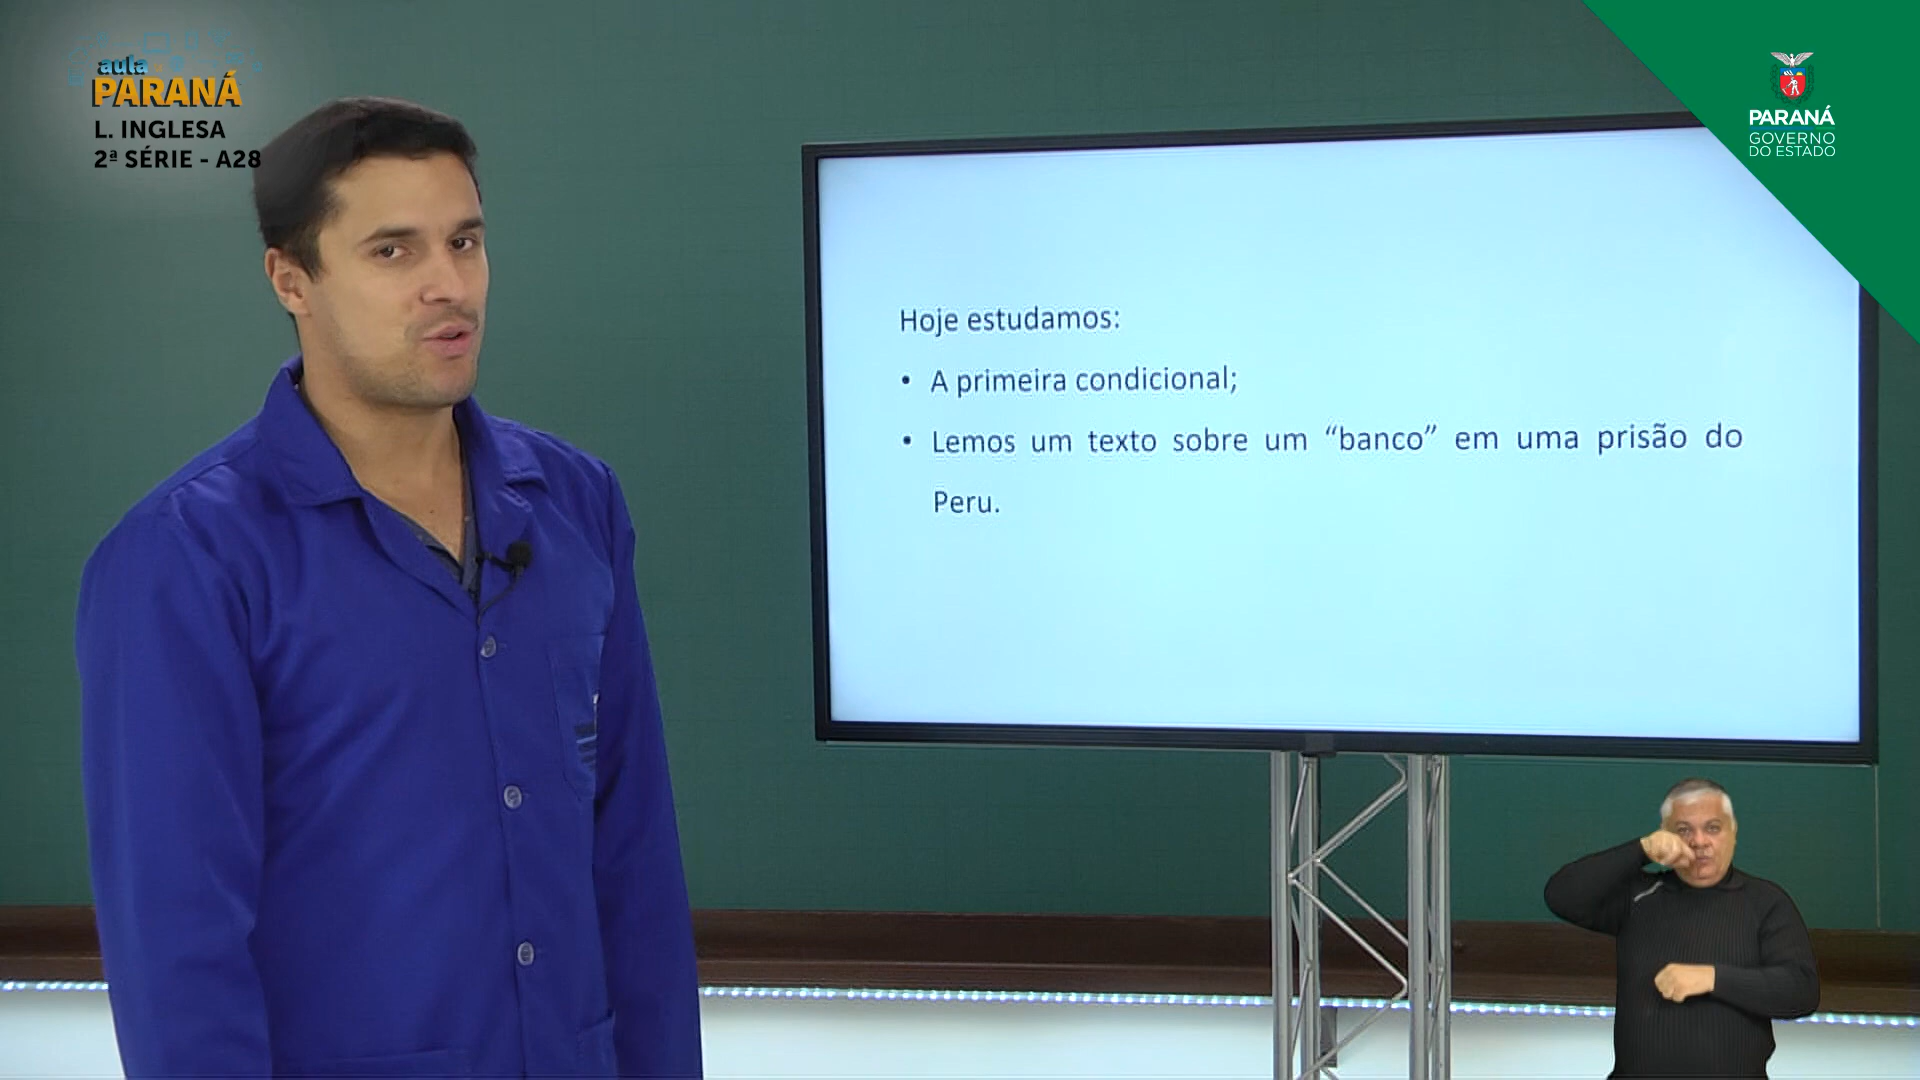 aula
PARANÁ
L. INGLESA
2ª SÉRIE - A28
PARANÁ
GOVERNO
DO ESTADO
Hoje estudamos:
• A primeira condicional;
• Lemos um texto sobre um “banco” em uma prisão do
Peru.